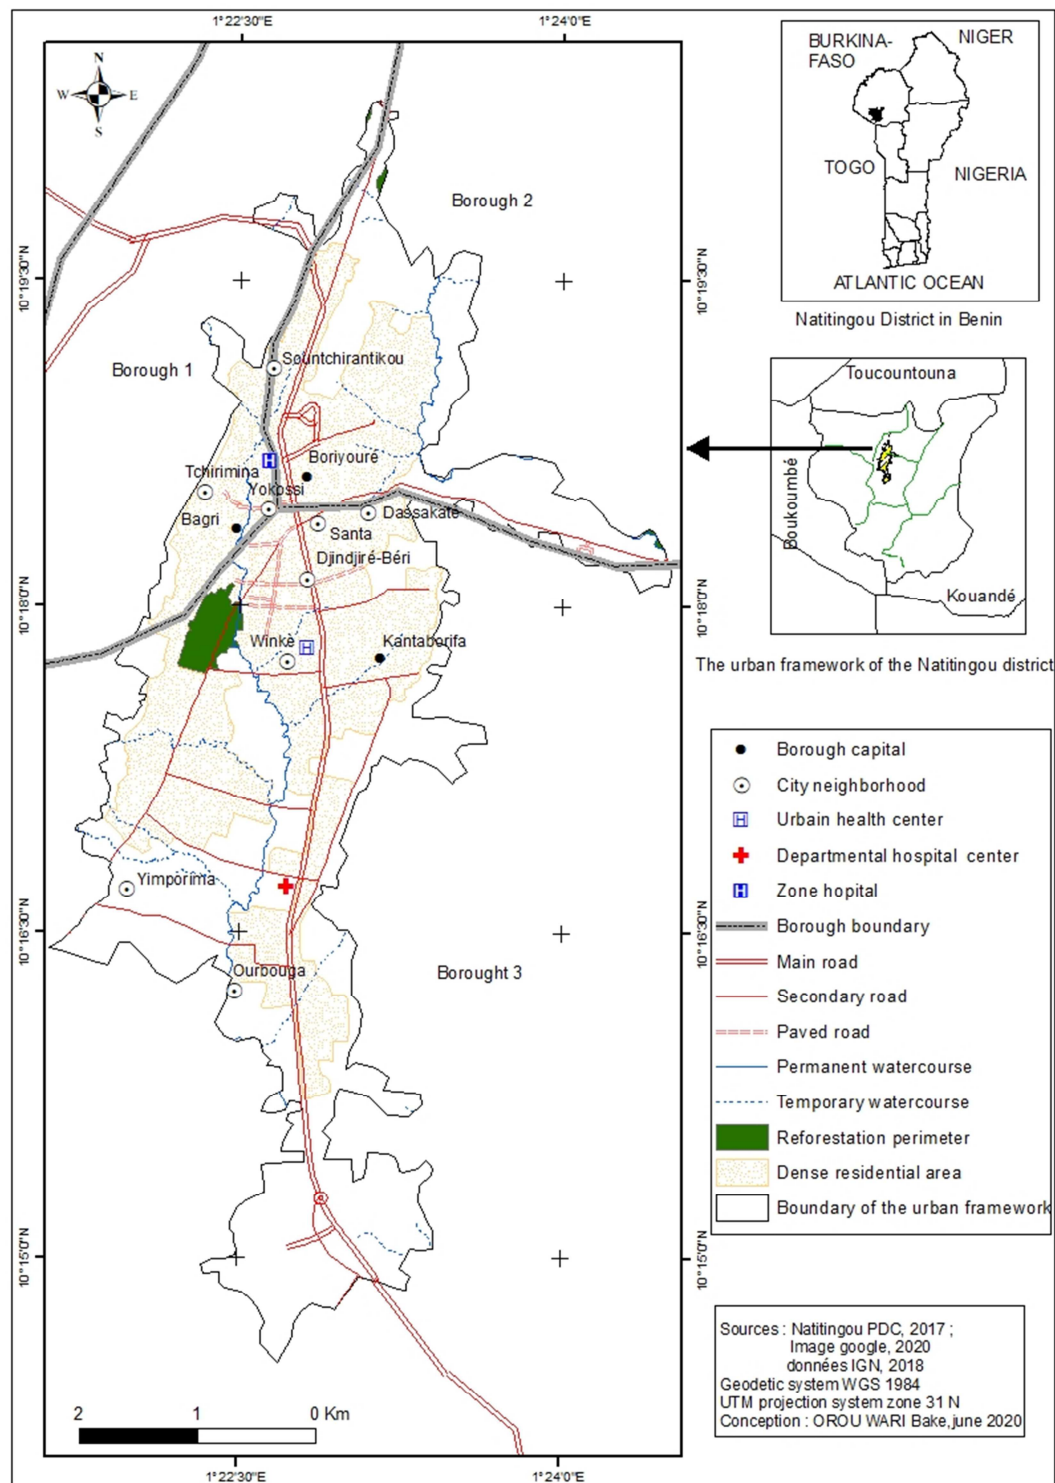 1°22'30"E
1°24'0"E
N
W
E
S
BURKINA-
FASO
NIGER
TOGO
NIGERIA
ATLANTIC OCEAN
Natitingou District in Benin
Borough 2
10°19'30"N
10°19'30"N
Borough 1
Sountchirantikou
Toucountouna
Boukoumbé
Kouandé
The urban framework of the Natitingou district
H
Tchirimina
Boriyouré
Yokossi
Bagri
Dassakaté
Santa
Djindjiré-Béri
10°18'0"N
10°18'0"N
Winkè
H
Kantaborifa
Yimporima
10°16'30"N
10°16'30"N
Ourbouga
Borought 3
Borough capital
City neighborhood
H Urbain health center
Departmental hospital center
H Zone hopital
Borough boundary
Main road
Secondary road
Paved road
Permanent watercourse
Temporary watercourse
Reforestation perimeter
Dense residential area
Boundary of the urban framework
10°15'0"N
10°15'0"N
Sources : Natitingou PDC, 2017 ;
Image google, 2020
données IGN, 2018
Geodetic system WGS 1984
UTM projection system zone 31 N
Conception : OROU WARI Bake,june 2020
2 1 0 Km
1°22'30"E
1°24'0"E